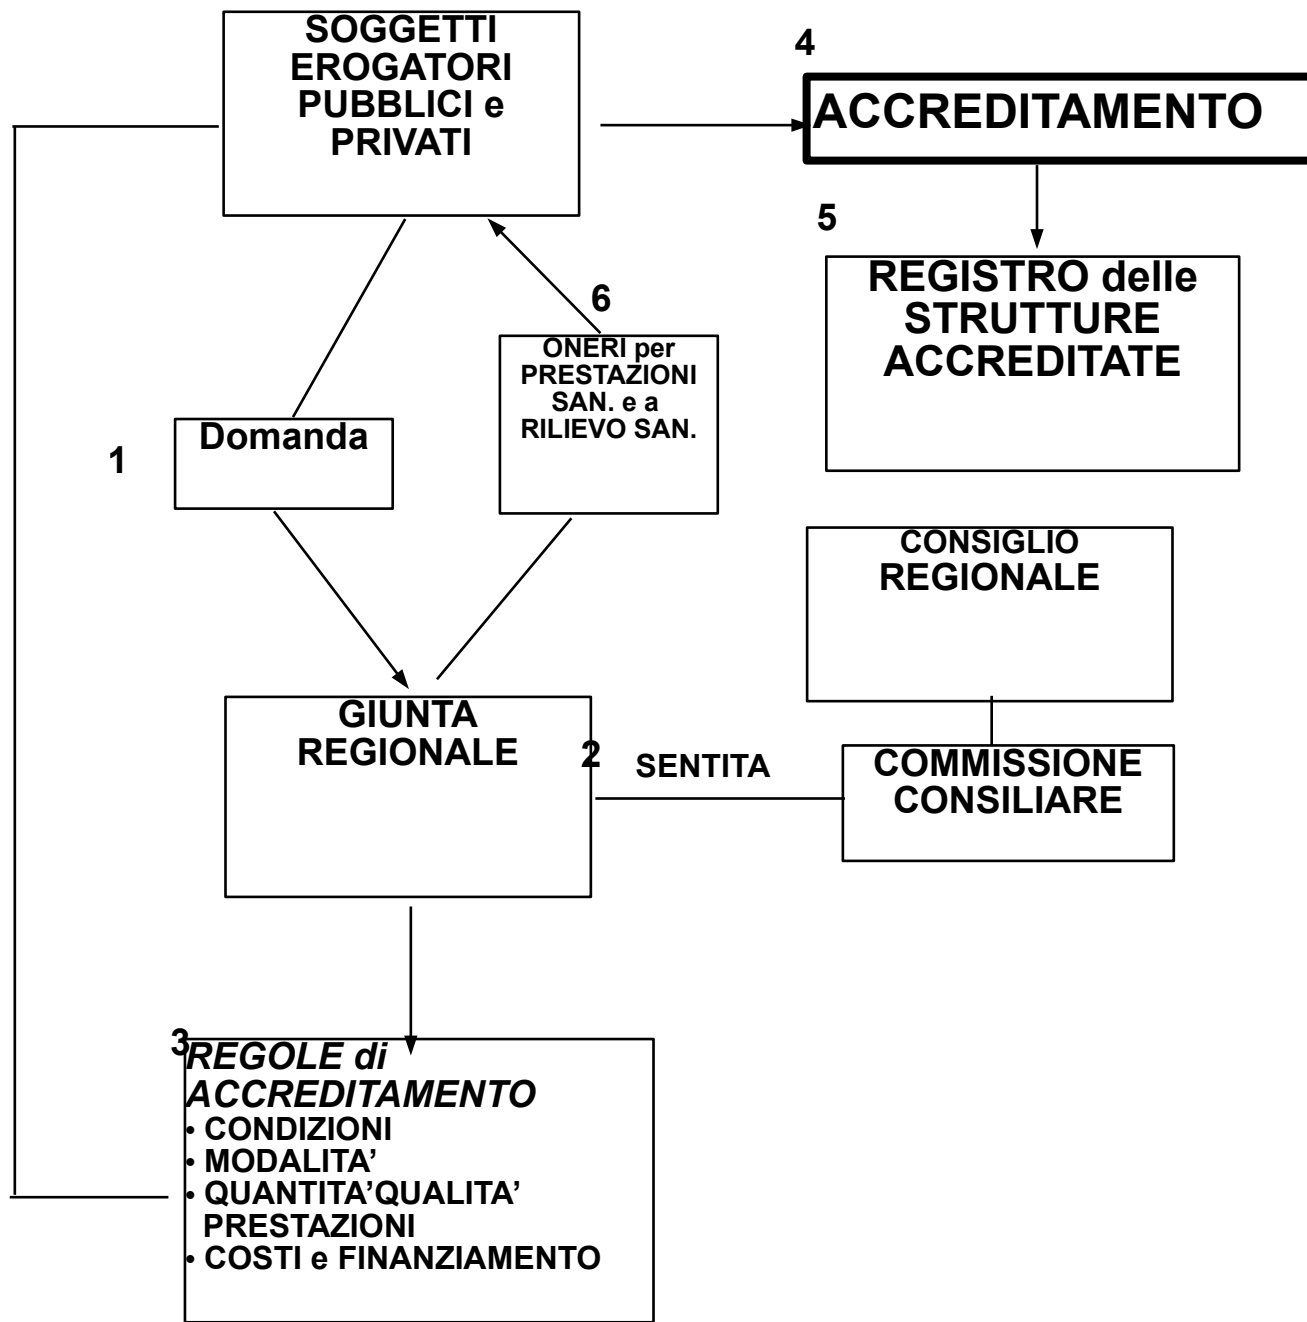 SOGGETTI
EROGATORI
PUBBLICI e
PRIVATI
4
ACCREDITAMENTO
5
REGISTRO delle
STRUTTURE
ACCREDITATE
6
ONERI per
PRESTAZIONI
SAN. e a
RILIEVO SAN.
1
Domanda
CONSIGLIO
REGIONALE
GIUNTA
REGIONALE
2
SENTITA
COMMISSIONE
CONSILIARE
3
REGOLE di
ACCREDITAMENTO
• CONDIZIONI
• MODALITA’
• QUANTITA’QUALITA’
PRESTAZIONI
• COSTI e FINANZIAMENTO